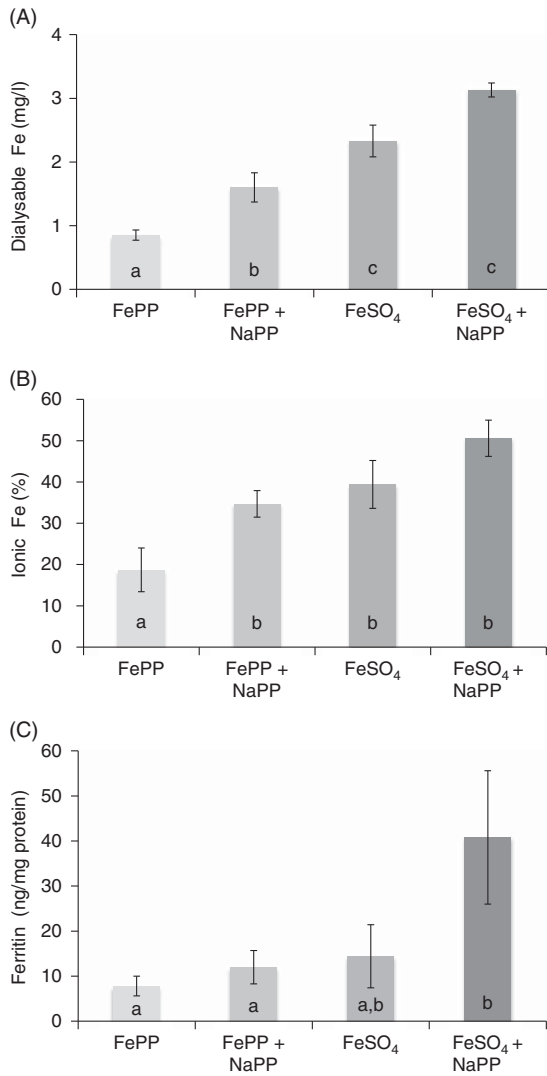 (A)
Dialysable Fe (mg/l)
4
3
2
1
0
a
b
c
c
FePP
FePP +
NaPP
FeSO₄
FeSO₄ +
NaPP
(B)
Ionic Fe (%)
60
50
40
30
20
10
0
a
b
b
b
FePP
FePP +
NaPP
FeSO₄
FeSO₄ +
NaPP
(C)
Ferritin (ng/mg protein)
60
50
40
30
20
10
0
a
a
a,b
b
FePP
FePP +
NaPP
FeSO₄
FeSO₄ +
NaPP